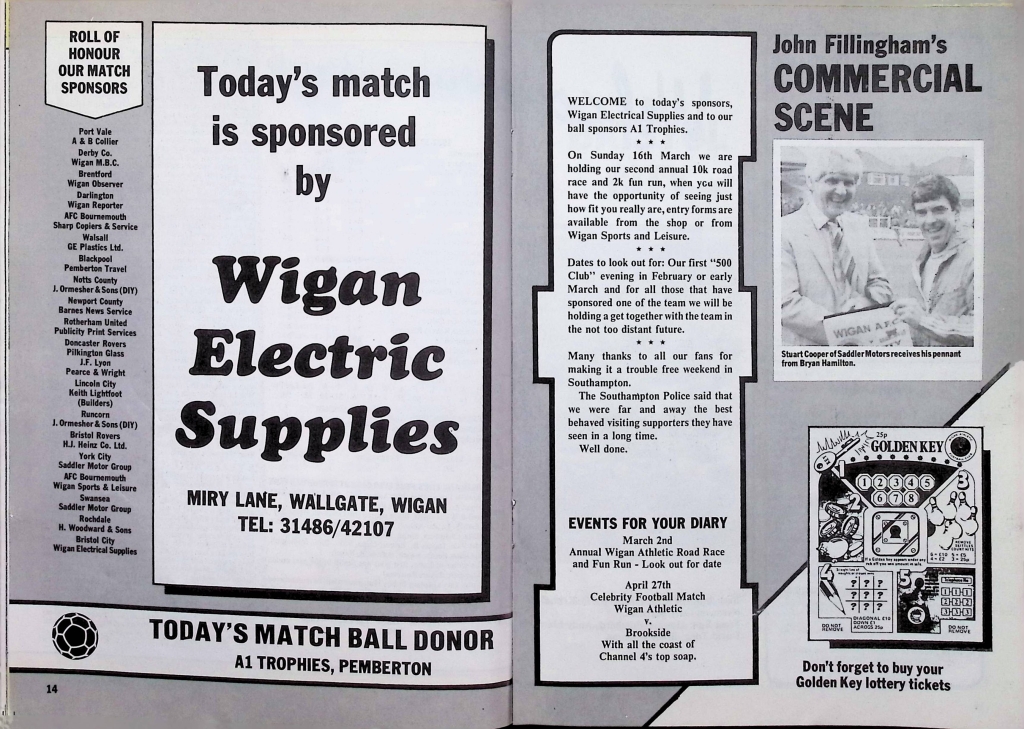 ROLL OF
HONOUR
OUR MATCH
SPONSORS
Port Vale
A & B Collier
Derby Co.
Wigan M.B.C.
Brentford
Wigan Observer
Darlington
Wigan Reporter
AFC Bournemouth
Sharp Copiers & Service
Walsall
GE Plastics Ltd.
Blackpool
Pemberton Travel
Notts County
J. Ormesher & Sons (DIY)
Newport County
Barnes News Service
Rotherham United
Publicity Print Services
Doncaster Rovers
Pilkington Glass
J.F. Lyon
Pearce & Wright
Lincoln City
Keith Lightfoot
(Builders)
Runcorn
J. Ormesher & Sons (DIY)
Bristol Rovers
H.J. Heinz Co. Ltd.
York City
Saddler Motor Group
AFC Bournemouth
Wigan Sports & Leisure
Swansea
Saddler Motor Group
Rochdale
H. Woodward & Sons
Bristol City
Wigan Electrical Supplies
Today's match
is sponsored
by
Wigan
Electric
Supplies
MIRY LANE, WALLGATE, WIGAN
TEL: 31486/42107
TODAY'S MATCH BALL DONOR
A1 TROPHIES, PEMBERTON
14
WELCOME to today's sponsors,
Wigan Electrical Supplies and to our
ball sponsors A1 Trophies.
* * *
On Sunday 16th March we are
holding our second annual 10k road
race and 2k fun run, when you will
have the opportunity of seeing just
how fit you really are, entry forms are
available from the shop or from
Wigan Sports and Leisure.
* * *
Dates to look out for: Our first "500
Club" evening in February or early
March and for all those that have
sponsored one of the team we will be
holding a get together with the team in
the not too distant future.
* * *
Many thanks to all our fans for
making it a trouble free weekend in
Southampton.
The Southampton Police said that
we were far and away the best
behaved visiting supporters they have
seen in a long time.
Well done.
EVENTS FOR YOUR DIARY
March 2nd
Annual Wigan Athletic Road Race
and Fun Run - Look out for date
April 27th
Celebrity Football Match
Wigan Athletic
v.
Brookside
With all the coast of
Channel 4's top soap.
John Fillingham's
COMMERCIAL
SCENE
WIGAN A.F.C.
Stuart Cooper of Saddler Motors receives his pennant
from Bryan Hamilton.
25p
GOLDEN KEY
1 2 3 4 5
6 7 8
1
2
3
4
5
? ? ?
? ? ?
? ? ?
DIAGONAL £10
DOWN £1
ACROSS 25p
DO NOT
REMOVE
DO NOT
REMOVE
Don't forget to buy your
Golden Key lottery tickets